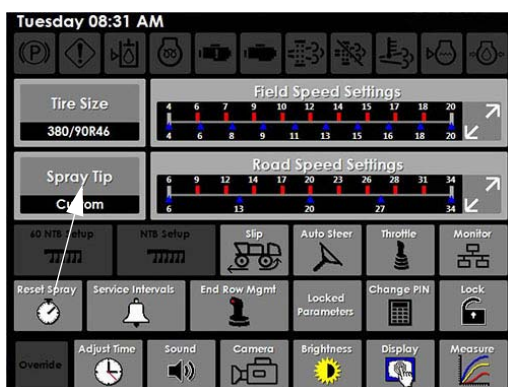 Tuesday 08:31 AM
Tire Size
380/90R46
Field Speed Settings
4 6 7 9 10 12 14 15 17 18 20
4 6 8 9 11 13 15 16 18 20
Spray Tip
Custom
Road Speed Settings
6 9 12 14 17 20 23 26 28 31 34
6 13 20 27 34
60 NTB Setup
NTB Setup
Slip
Auto Steer
Throttle
Monitor
Reset Spray
Service Intervals
End Row Mgmt
Locked
Parameters
Change PIN
Lock
Override
Adjust Time
Sound
Camera
Brightness
Display
Measure